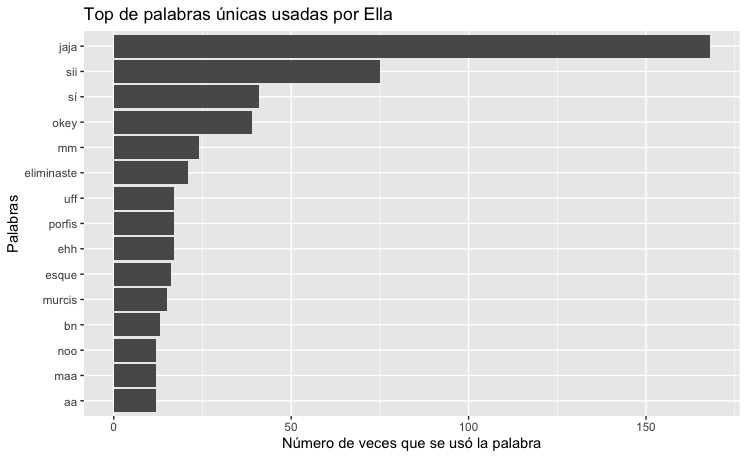 Top de palabras únicas usadas por Ella
Palabras
jaja
sii
sí
okey
mm
eliminaste
uff
porfis
ehh
esque
murcis
bn
noo
maa
aa
0 50 100 150
Número de veces que se usó la palabra